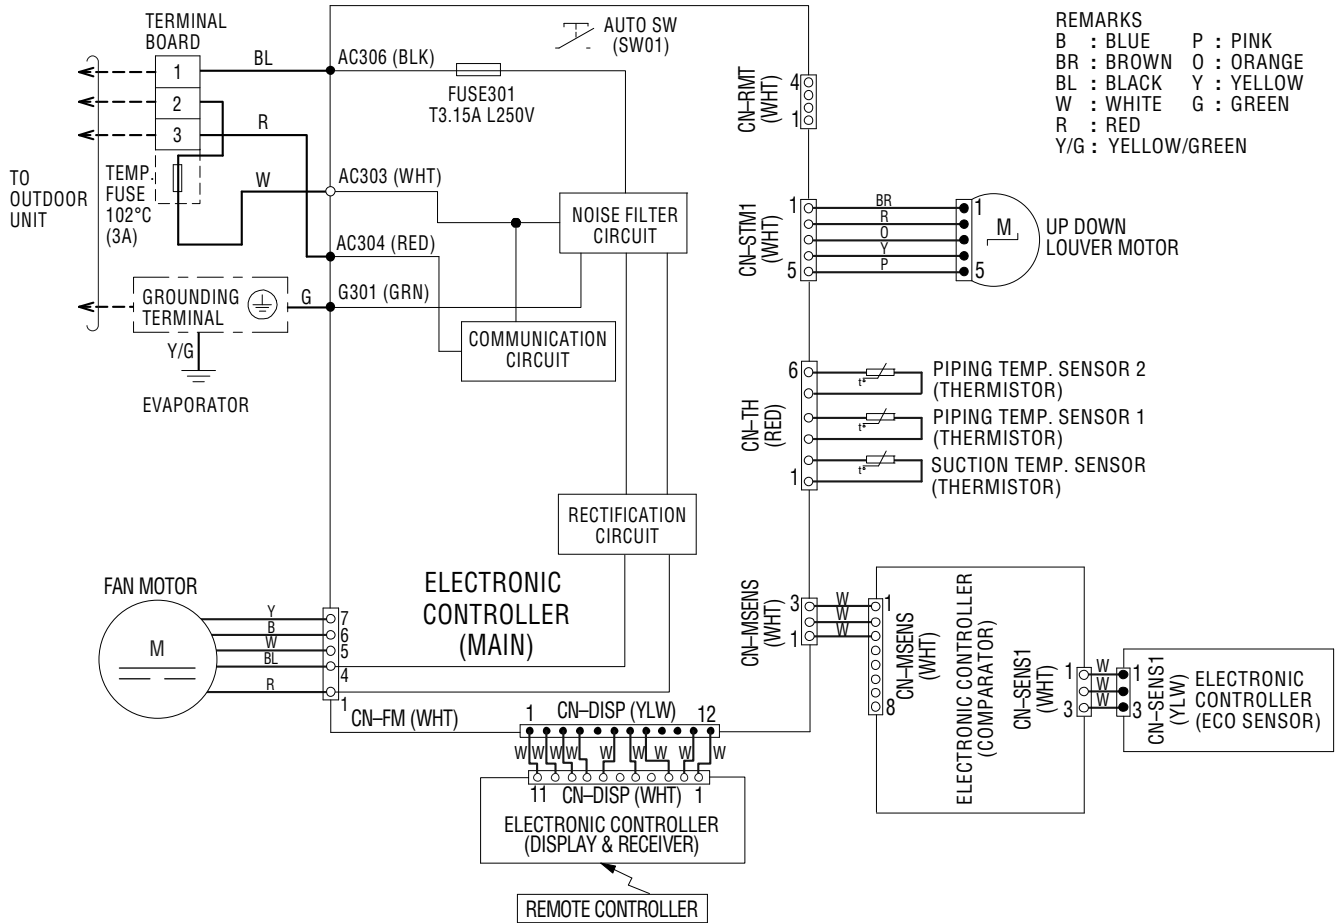 TERMINAL
BOARD
1
2
3
BL
R
W
TO
OUTDOOR
UNIT
TEMP.
FUSE
102°C
(3A)
GROUNDING
TERMINAL
G
Y/G
EVAPORATOR
AC306 (BLK)
FUSE301
T3.15A L250V
AUTO SW
(SW01)
AC303 (WHT)
AC304 (RED)
G301 (GRN)
NOISE FILTER
CIRCUIT
COMMUNICATION
CIRCUIT
RECTIFICATION
CIRCUIT
ELECTRONIC
CONTROLLER
(MAIN)
FAN MOTOR
M
Y
B
W
BL
R
7
6
5
4
1
CN–FM (WHT)
REMARKS
B : BLUE P : PINK
BR : BROWN O : ORANGE
BL : BLACK Y : YELLOW
W : WHITE G : GREEN
R : RED
Y/G : YELLOW/GREEN
CN–RMT
(WHT)
4
1
CN–STM1
(WHT)
1
5
BR
R
O
Y
P
1
5
M
UP DOWN
LOUVER MOTOR
CN–TH
(RED)
6
1
t°
PIPING TEMP. SENSOR 2
(THERMISTOR)
t°
PIPING TEMP. SENSOR 1
(THERMISTOR)
t°
SUCTION TEMP. SENSOR
(THERMISTOR)
CN–MSENS
(WHT)
3
1
W
W
W
1
8
CN–MSENS
(WHT)
ELECTRONIC CONTROLLER
(COMPARATOR)
CN–SENS1
(WHT)
1
3
W
W
W
1
3
CN–SENS1
(YLW)
ELECTRONIC
CONTROLLER
(ECO SENSOR)
1 CN–DISP (YLW) 12
W W W W W W W W
11 CN–DISP (WHT) 1
ELECTRONIC CONTROLLER
(DISPLAY & RECEIVER)
REMOTE CONTROLLER